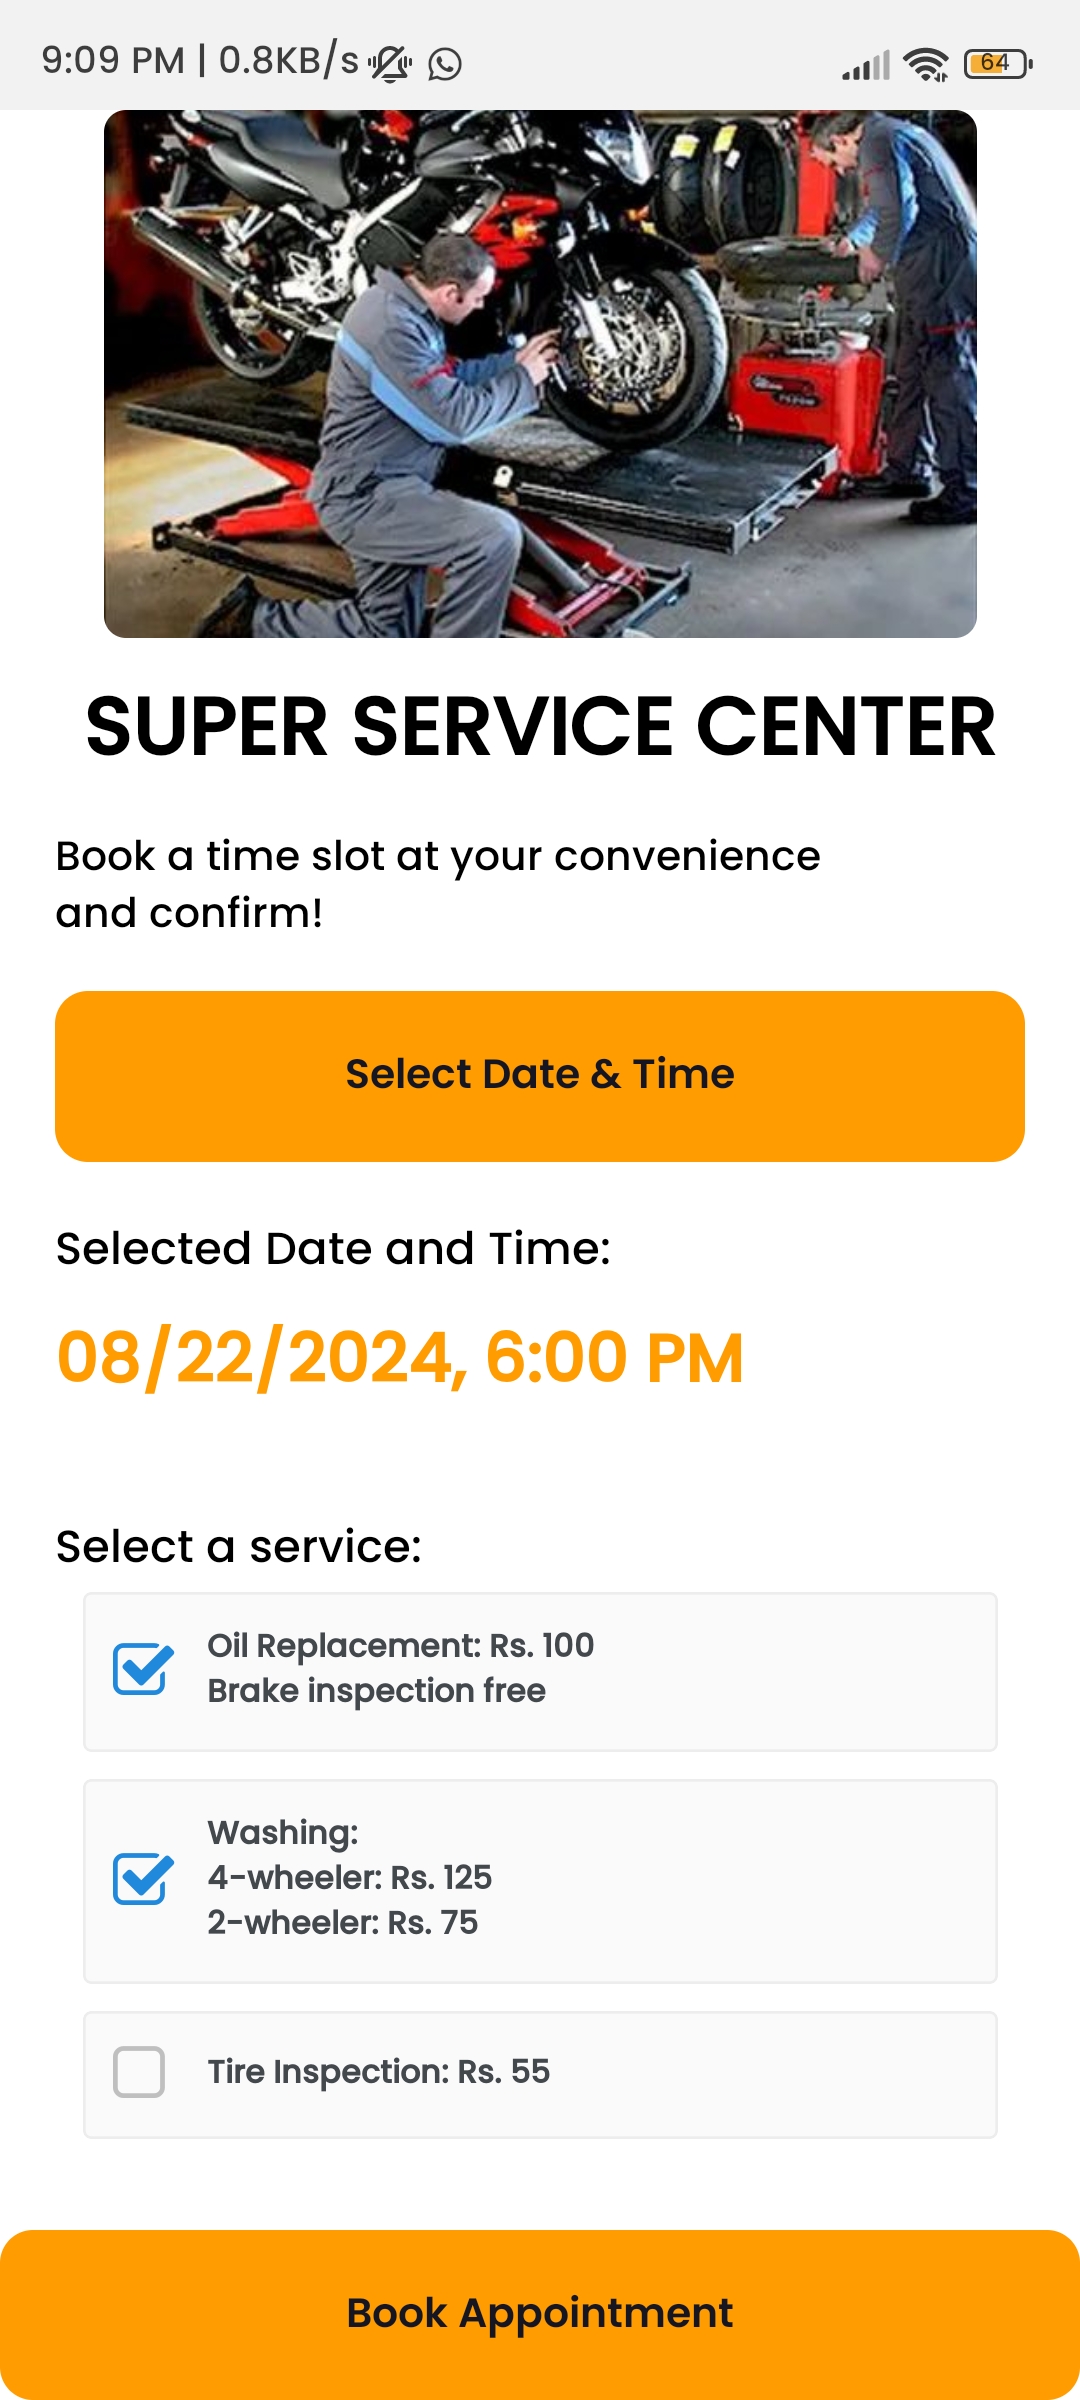 9:09 PM | 0.8KB/s
64
SUPER SERVICE CENTER
Book a time slot at your convenience
and confirm!
Select Date & Time
Selected Date and Time:
08/22/2024, 6:00 PM
Select a service:
Oil Replacement: Rs. 100
Brake inspection free
Washing:
4-wheeler: Rs. 125
2-wheeler: Rs. 75
Tire Inspection: Rs. 55
Book Appointment